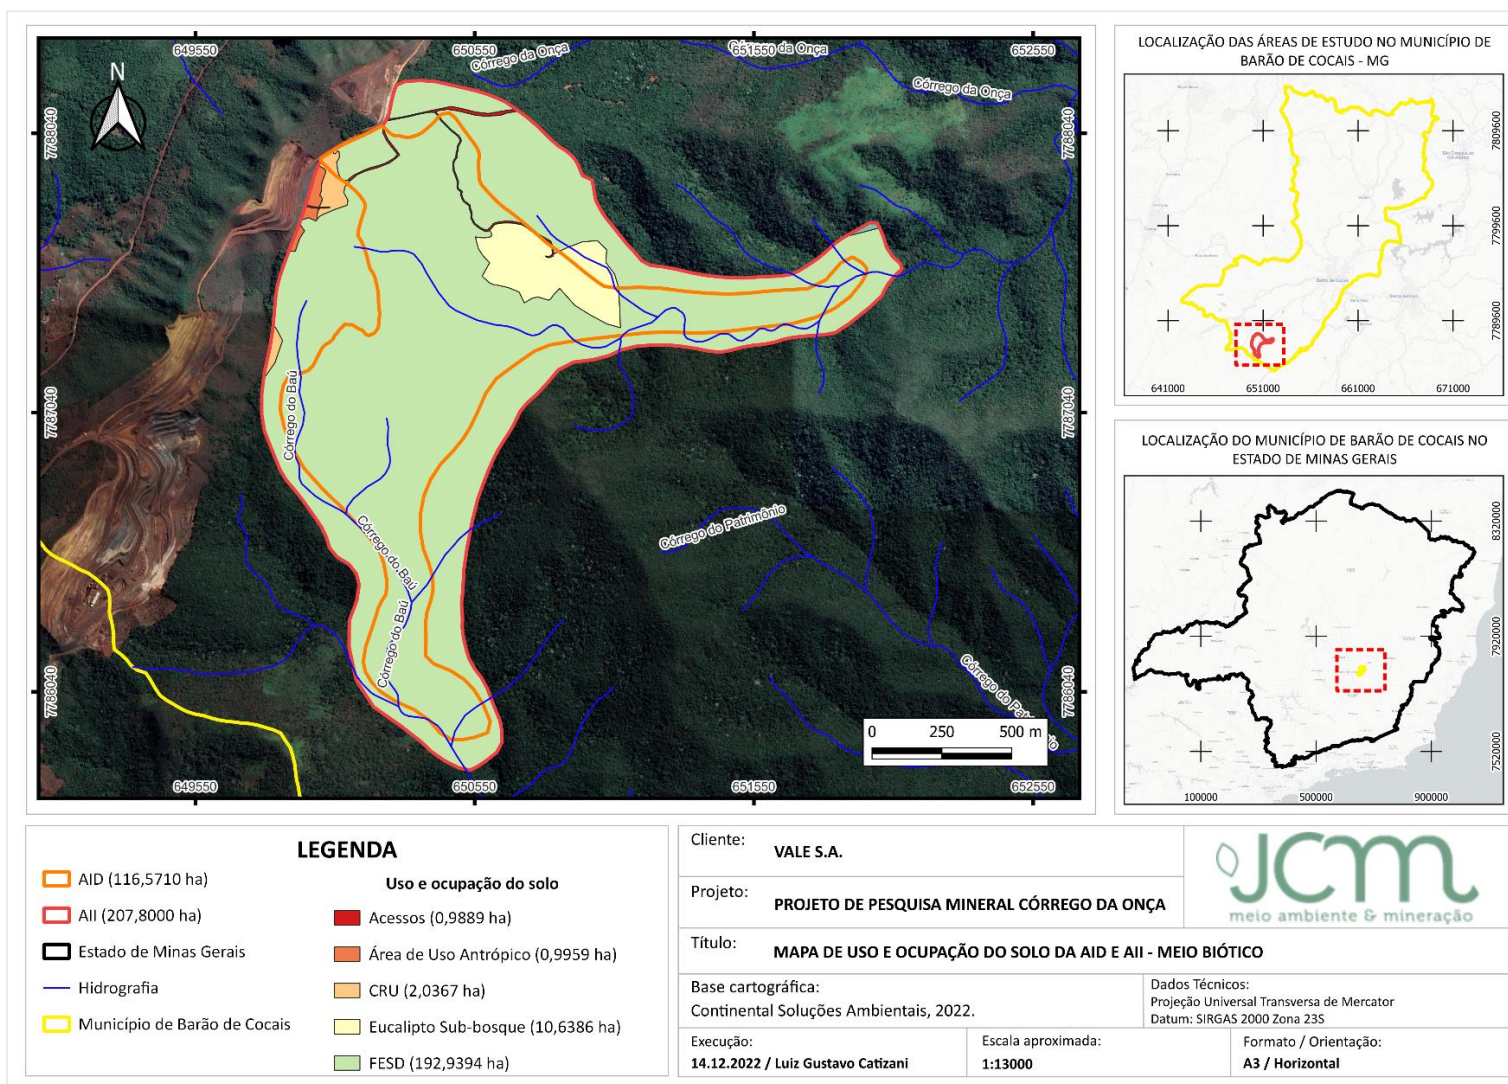 649550
650550
651550
652550
Córrego da Onça
Córrego da Onça
Córrego da Onça
N
7788040
7788040
7787040
7787040
7786040
7786040
Córrego do Baú
Córrego do Baú
Córrego do Baú
Córrego do Patrimônio
Córrego do Pat
0 250 500 m
649550
650550
651550
652550
LOCALIZAÇÃO DAS ÁREAS DE ESTUDO NO MUNICÍPIO DE
BARÃO DE COCAIS - MG
7809600
7799600
7789600
641000
651000
661000
671000
LOCALIZAÇÃO DO MUNICÍPIO DE BARÃO DE COCAIS NO
ESTADO DE MINAS GERAIS
8320000
7920000
7520000
100000
500000
900000
LEGENDA
AID (116,5710 ha)
AII (207,8000 ha)
Estado de Minas Gerais
Hidrografia
Município de Barão de Cocais
Uso e ocupação do solo
Acessos (0,9889 ha)
Área de Uso Antrópico (0,9959 ha)
CRU (2,0367 ha)
Eucalipto Sub-bosque (10,6386 ha)
FESD (192,9394 ha)
Cliente:
VALE S.A.
Projeto:
PROJETO DE PESQUISA MINERAL CÓRREGO DA ONÇA
JCM
meio ambiente & mineração
Título:
MAPA DE USO E OCUPAÇÃO DO SOLO DA AID E AII - MEIO BIÓTICO
Base cartográfica:
Continental Soluções Ambientais, 2022.
Dados Técnicos:
Projeção Universal Transversa de Mercator
Datum: SIRGAS 2000 Zona 23S
Execução:
14.12.2022 / Luiz Gustavo Catizani
Escala aproximada:
1:13000
Formato / Orientação:
A3 / Horizontal